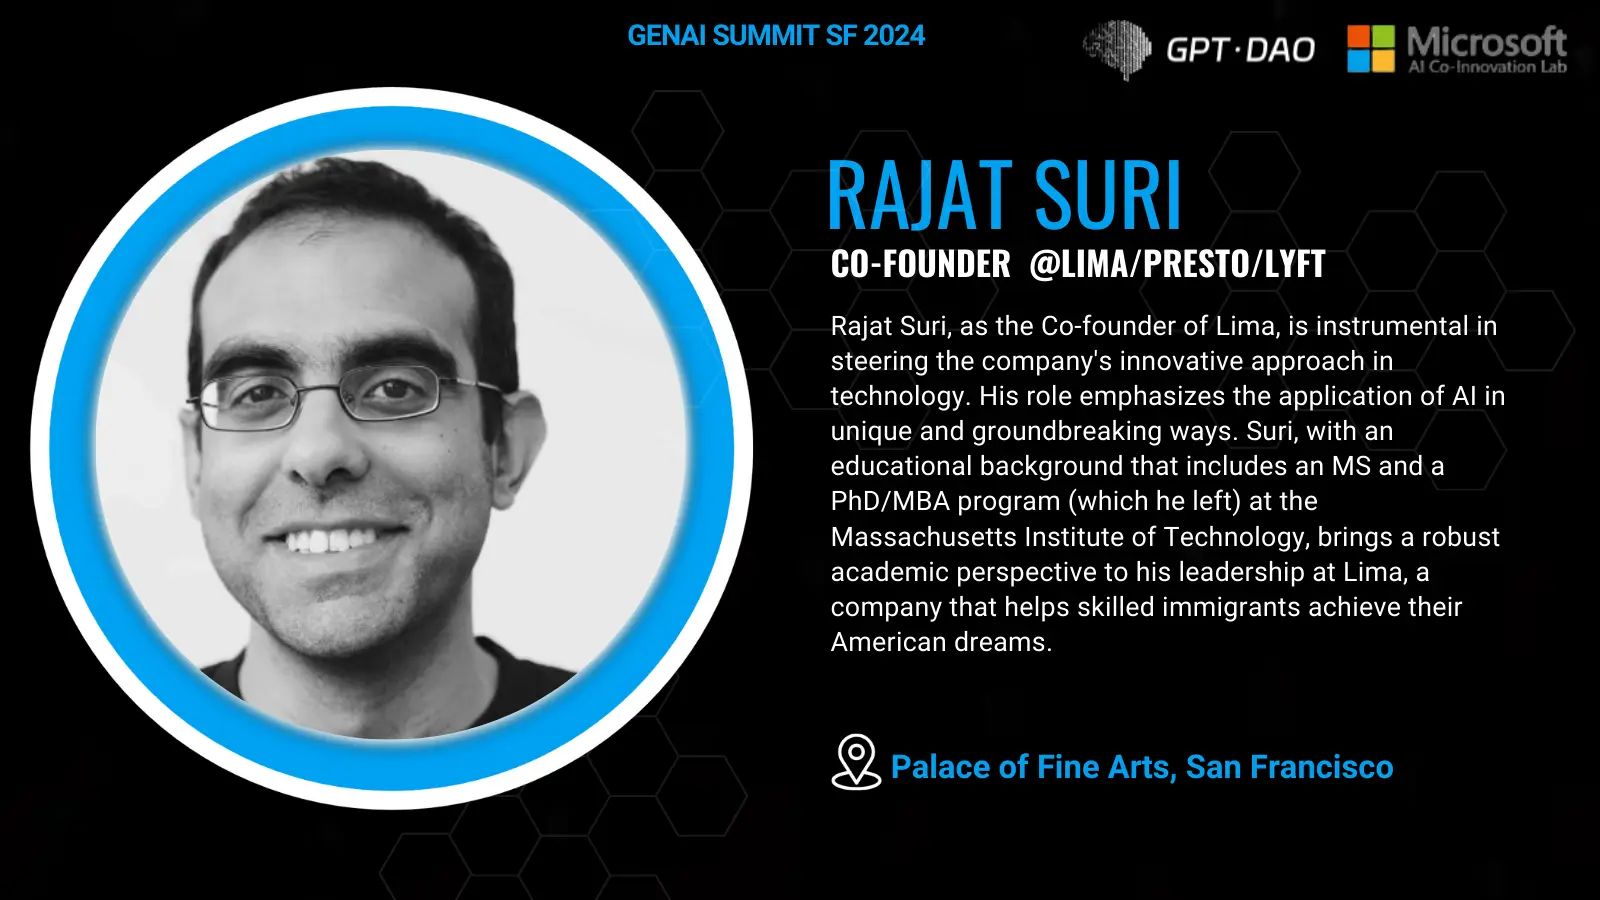 GENAI SUMMIT SF 2024
GPT·DAO
Microsoft
AI Co-Innovation Lab
RAJAT SURI
CO-FOUNDER @LIMA/PRESTO/LYFT
Rajat Suri, as the Co-founder of Lima, is instrumental in
steering the company's innovative approach in
technology. His role emphasizes the application of AI in
unique and groundbreaking ways. Suri, with an
educational background that includes an MS and a
PhD/MBA program (which he left) at the
Massachusetts Institute of Technology, brings a robust
academic perspective to his leadership at Lima, a
company that helps skilled immigrants achieve their
American dreams.
Palace of Fine Arts, San Francisco